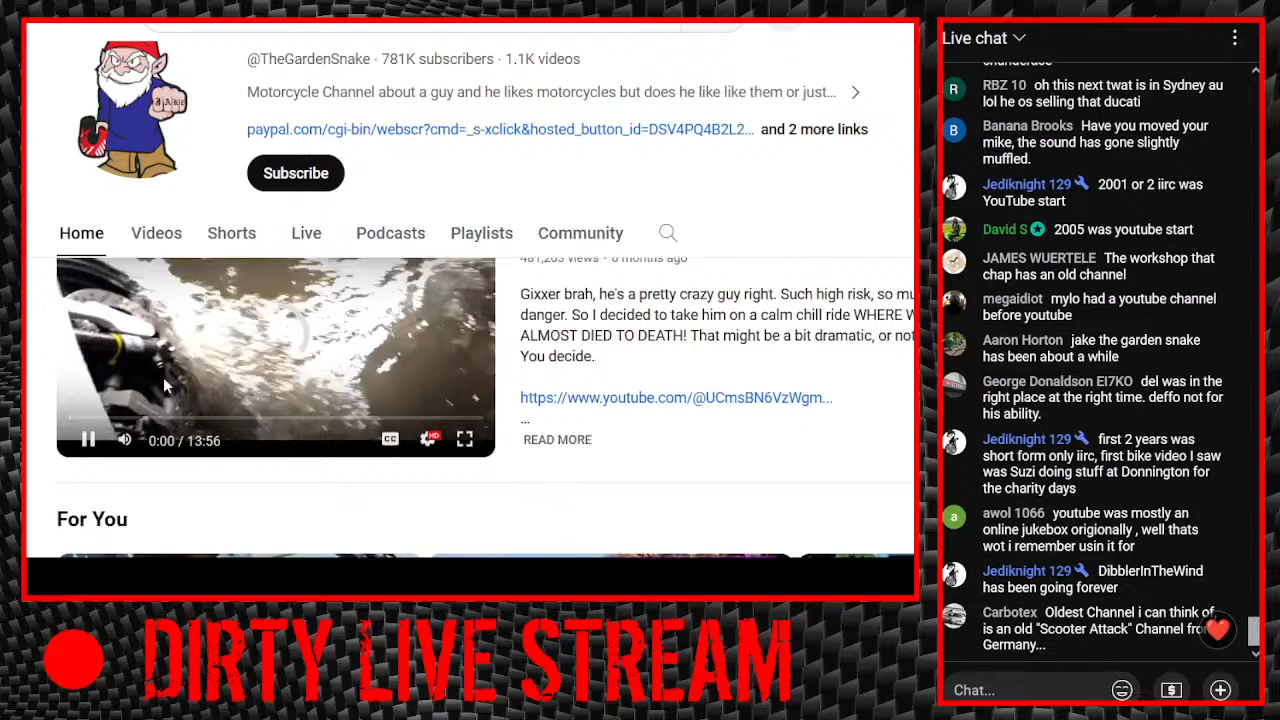 @TheGardenSnake · 781K subscribers · 1.1K videos
Motorcycle Channel about a guy and he likes motorcycles but does he like like them or just...
paypal.com/cgi-bin/webscr?cmd=_s-xclick&hosted_button_id=DSV4PQ4B2L2... and 2 more links
Subscribe
Home
Videos
Shorts
Live
Podcasts
Playlists
Community
481,203 views · 6 months ago
Gixxer brah, he's a pretty crazy guy right. Such high risk, so mu
danger. So I decided to take him on a calm chill ride WHERE W
ALMOST DIED TO DEATH! That might be a bit dramatic, or not
You decide.
https://www.youtube.com/@UCmsBN6VzWgm...
...
READ MORE
0:00 / 13:56
CC
HD
For You
DIRTY LIVE STREAM
Live chat
R
RBZ 10 oh this next twat is in Sydney au
lol he os selling that ducati
B
Banana Brooks Have you moved your
mike, the sound has gone slightly
muffled.
JedIknight 129 2001 or 2 iirc was
YouTube start
David S 2005 was youtube start
JAMES WUERTELE The workshop that
chap has an old channel
megaidiot mylo had a youtube channel
before youtube
Aaron Horton jake the garden snake
has been about a while
George Donaldson EI7KO del was in the
right place at the right time. deffo not for
his ability.
JedIknight 129 first 2 years was
short form only iirc, first bike video I saw
was Suzi doing stuff at Donnington for
the charity days
a
awol 1066 youtube was mostly an
online jukebox origionally , well thats
wot i remember usin it for
JedIknight 129 DibblerInTheWind
has been going forever
Carbotex Oldest Channel i can think of
is an old "Scooter Attack" Channel from
Germany...
Chat...